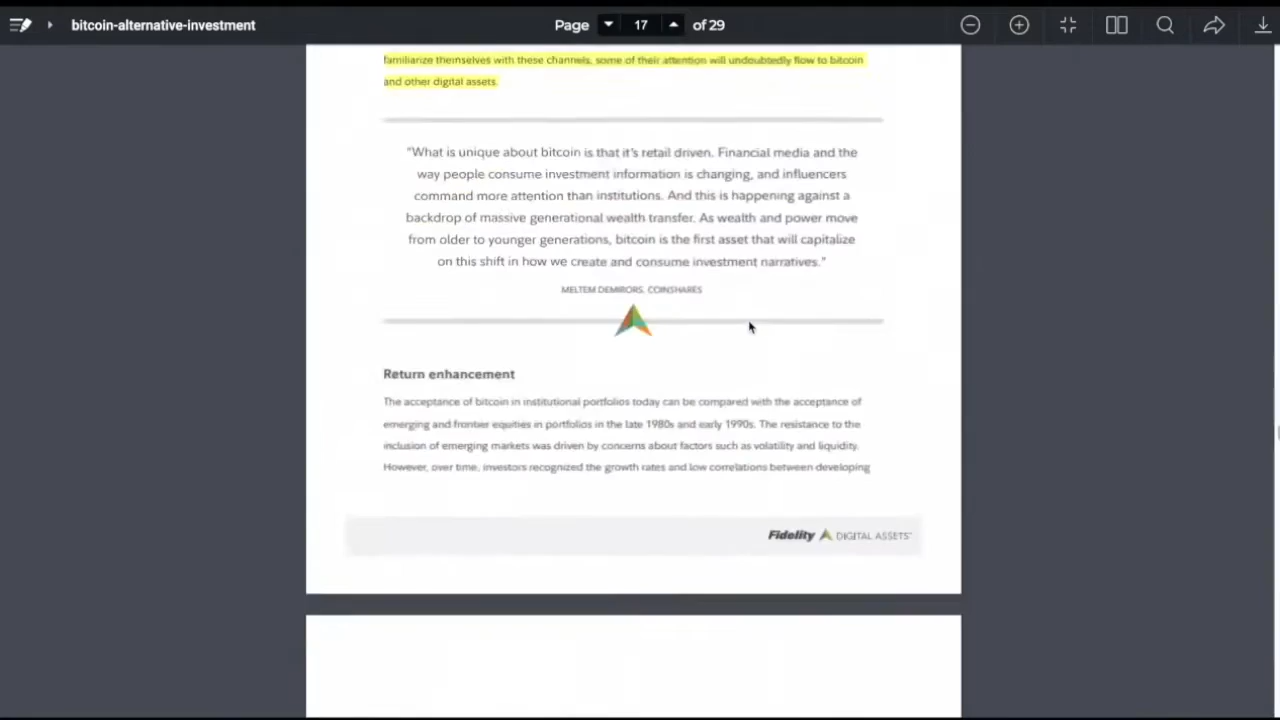 bitcoin-alternative-investment
Page 17 of 29
familiarize themselves with these channels, some of their attention will undoubtedly flow to bitcoin
and other digital assets.
"What is unique about bitcoin is that it's retail driven. Financial media and the
way people consume investment information is changing, and influencers
command more attention than institutions. And this is happening against a
backdrop of massive generational wealth transfer. As wealth and power move
from older to younger generations, bitcoin is the first asset that will capitalize
on this shift in how we create and consume investment narratives."
MELTEM DEMIRORS, COINSHARES
Return enhancement
The acceptance of bitcoin in institutional portfolios today can be compared with the acceptance of
emerging and frontier equities in portfolios in the late 1980s and early 1990s. The resistance to the
inclusion of emerging markets was driven by concerns about factors such as volatility and liquidity.
However, over time, investors recognized the growth rates and low correlations between developing
Fidelity DIGITAL ASSETS